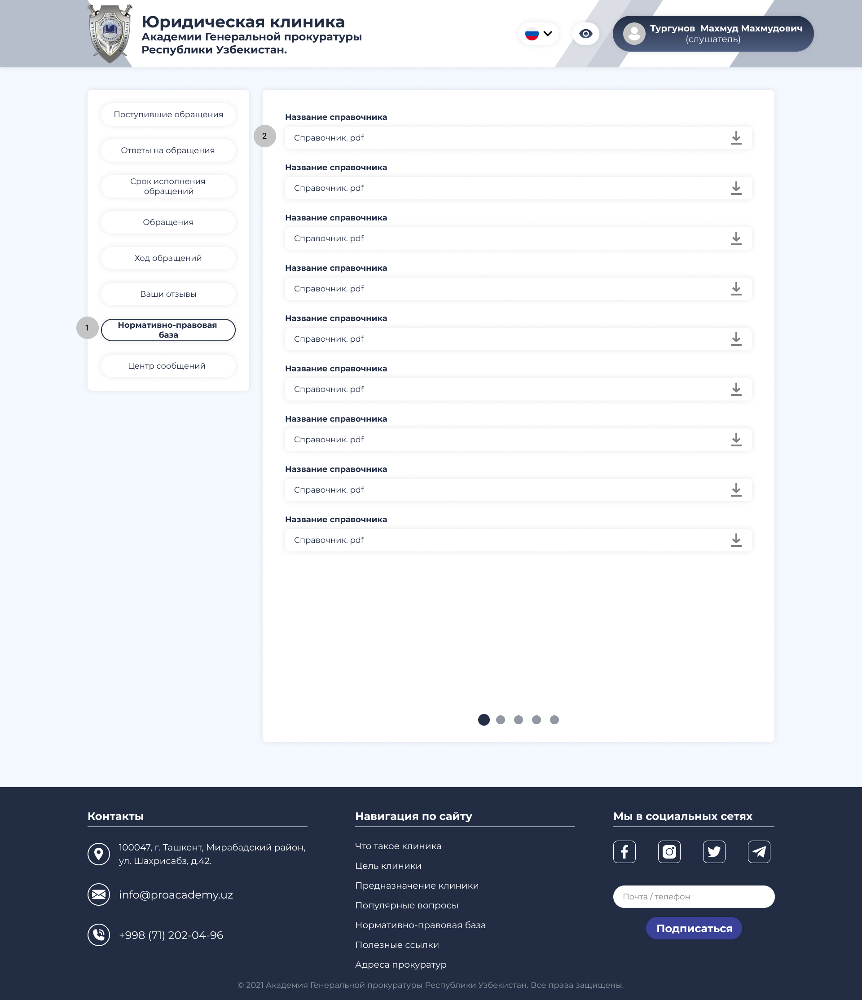 O'ZBEKISTON
RESPUBLIKASI
AKADEMIYASI
Юридическая клиника
Академии Генеральной прокуратуры
Республики Узбекистан.
Тургунов Махмуд Махмудович
(слушатель)
Поступившие обращения
Ответы на обращения
Срок исполнения
обращений
Обращения
Ход обращений
Ваши отзывы
1
Нормативно-правовая
база
Центр сообщений
Название справочника
2
Справочник. pdf
Название справочника
Справочник. pdf
Название справочника
Справочник. pdf
Название справочника
Справочник. pdf
Название справочника
Справочник. pdf
Название справочника
Справочник. pdf
Название справочника
Справочник. pdf
Название справочника
Справочник. pdf
Название справочника
Справочник. pdf
Контакты
100047, г. Ташкент, Мирабадский район,
ул. Шахрисабз, д.42.
info@proacademy.uz
+998 (71) 202-04-96
Навигация по сайту
Что такое клиника
Цель клиники
Предназначение клиники
Популярные вопросы
Нормативно-правовая база
Полезные ссылки
Адреса прокуратур
Мы в социальных сетях
Почта / телефон
Подписаться
© 2021 Академия Генеральной прокуратуры Республики Узбекистан. Все права защищены.